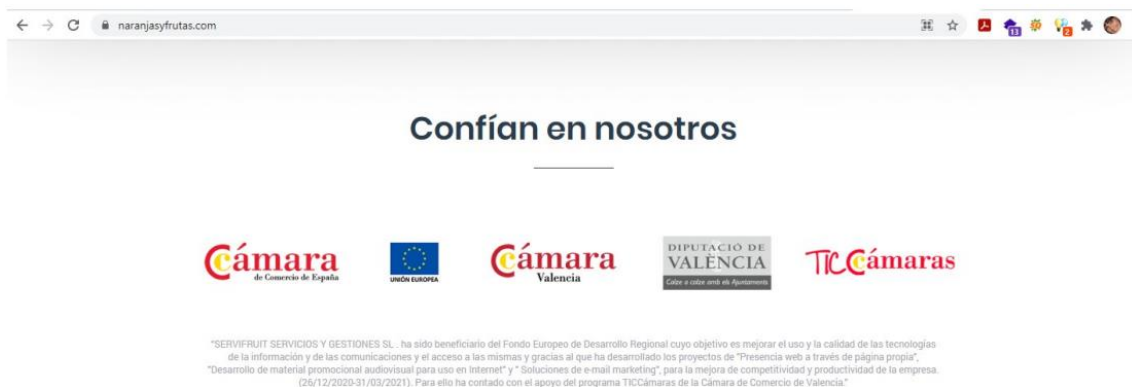 naranjasyfrutas.com
13
2
Confían en nosotros
Cámara
de Comercio de España
UNIÓN EUROPEA
Cámara
Valencia
DIPUTACIÓ DE
VALÈNCIA
Colze a colze amb els Ajuntaments
TICCámaras
"SERVIFRUIT SERVICIOS Y GESTIONES SL . ha sido beneficiario del Fondo Europeo de Desarrollo Regional cuyo objetivo es mejorar el uso y la calidad de las tecnologías
de la información y de las comunicaciones y el acceso a las mismas y gracias al que ha desarrollado los proyectos de "Presencia web a través de página propia",
"Desarrollo de material promocional audiovisual para uso en Internet" y " Soluciones de e-mail marketing", para la mejora de competitividad y productividad de la empresa.
(26/12/2020-31/03/2021). Para ello ha contado con el apoyo del programa TICCámaras de la Cámara de Comercio de Valencia."